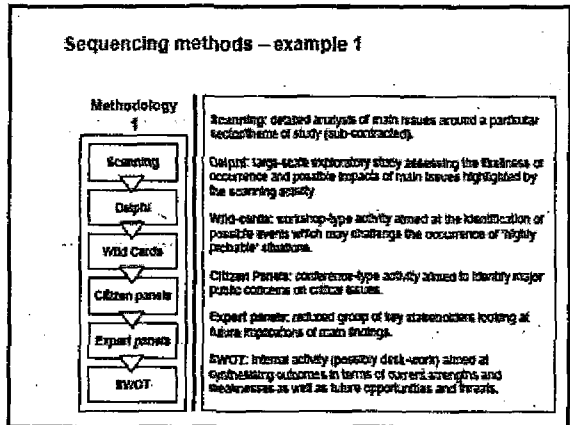 Sequencing methods – example 1
Methodology
1
Scanning
Delphi
Wild Cards
Citizen panels
Expert panels
SWOT
Scanning: detailed analysis of main issues around a particular
sector/theme of study (sub-contracted).
Delphi: large-scale exploratory study assessing the likeliness of
occurrence and possible impacts of main issues highlighted by
the scanning activity
Wild-cards: workshop-type activity aimed at the identification of
possible events which may challenge the occurrence of 'highly
probable' situations.
Citizen Panels: conference-type activity aimed to identify major
public concerns on critical issues.
Expert panels: reduced group of key stakeholders looking at
future implications of main findings.
SWOT: internal activity (possibly desk-work) aimed at
synthesising outcomes in terms of current strengths and
weaknesses as well as future opportunities and threats.